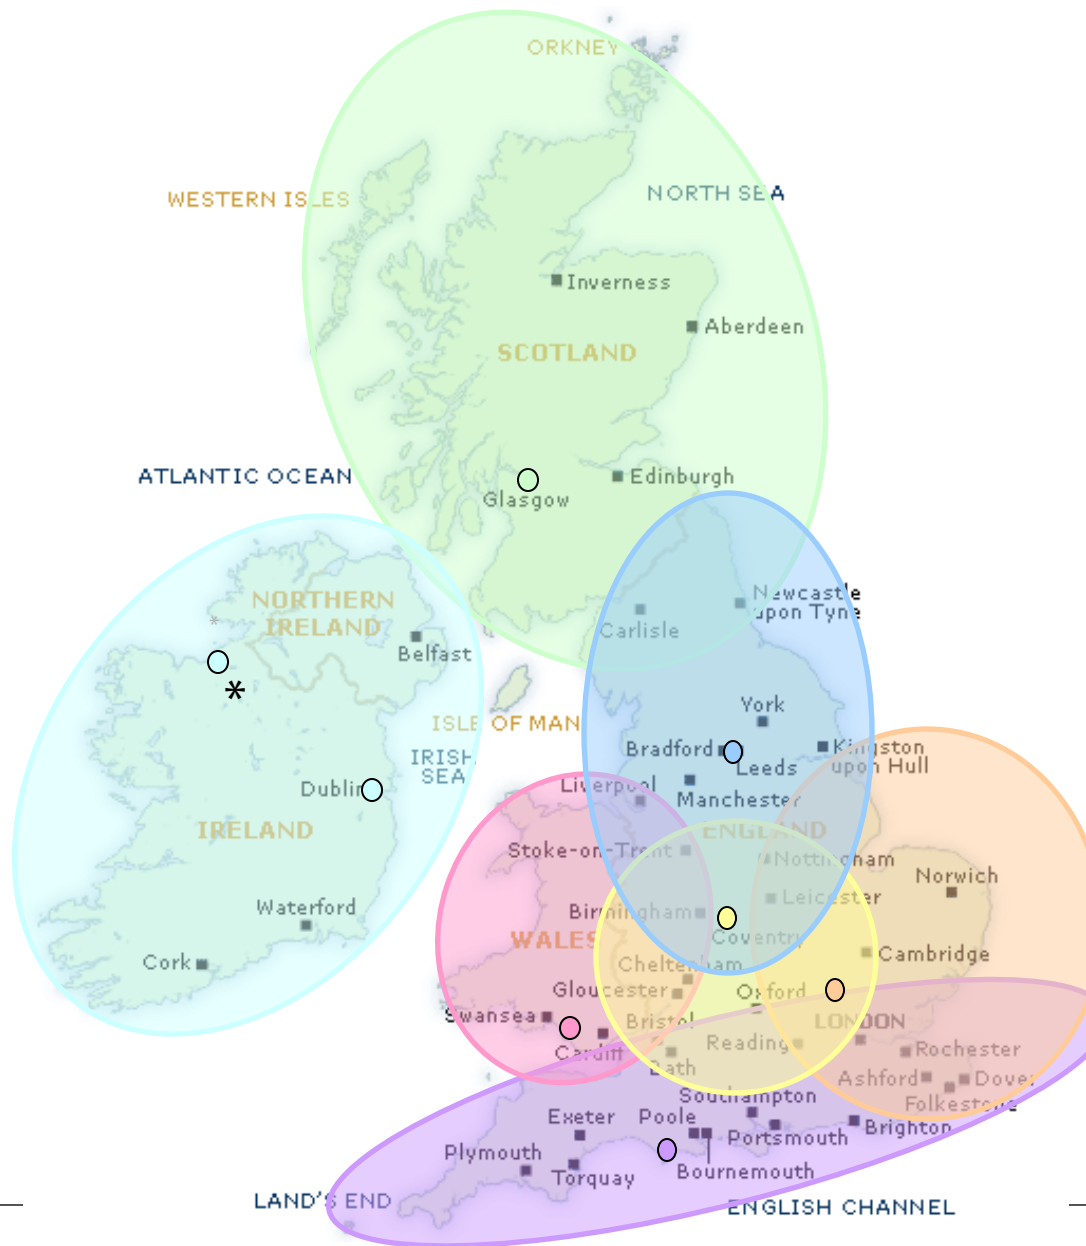 ORKNEY
WESTERN ISLES
NORTH SEA
Inverness
Aberdeen
SCOTLAND
ATLANTIC OCEAN
Edinburgh
Glasgow
NORTHERN
IRELAND
*
Newcastle
upon Tyne
Carlisle
Belfast
*
ISLE OF MAN
York
Bradford
Kingston
upon Hull
IRISH
SEA
Leeds
Dublin
Liverpool
Manchester
IRELAND
ENGLAND
Stoke-on-Trent
Nottingham
Norwich
Leicester
Waterford
Birmingham
WALES
Coventry
Cork
Cambridge
Cheltenham
Gloucester
Oxford
Swansea
Bristol
LONDON
Cardiff
Reading
Rochester
Bath
Ashford
Dover
Southampton
Folkestone
Exeter
Poole
Portsmouth
Brighton
Plymouth
Torquay
Bournemouth
LAND'S END
ENGLISH CHANNEL